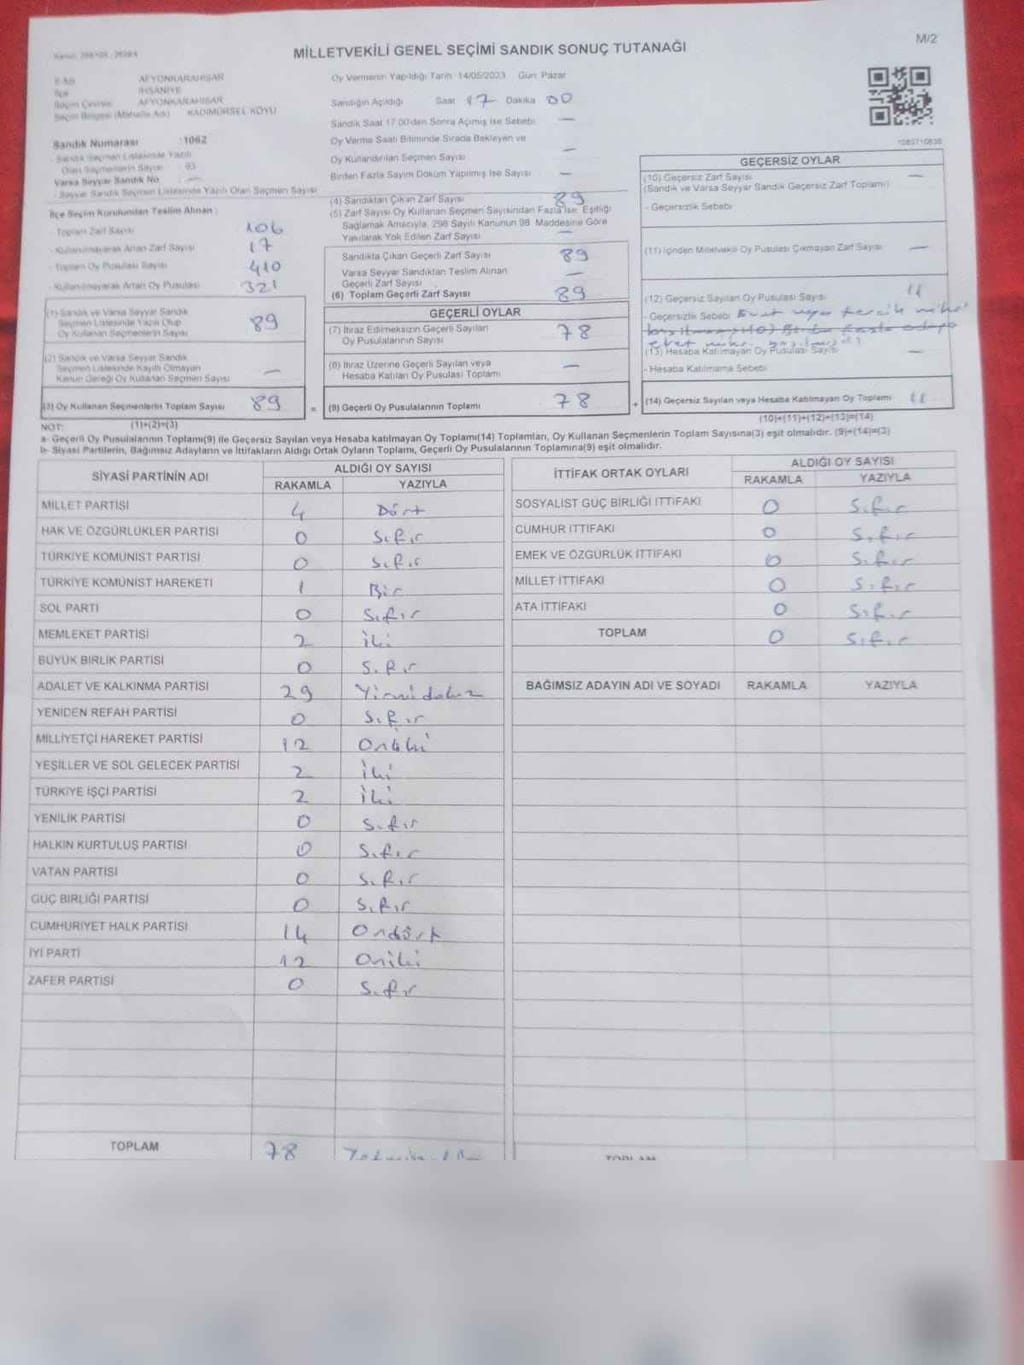 M/2
MİLLETVEKİLİ GENEL SEÇİMİ SANDIK SONUÇ TUTANAĞI
AFYONKARAHİSAR
İHSANİYE
AFYONKARAHİSAR
KADIMÜRSEL KÖYÜ
Sandık Numarası :1062
- Sandık Seçmen Listesinde Yazılı
Olan Seçmenlerin Sayısı : 93
Varsa Seyyar Sandık No : —
- Seyyar Sandık Seçmen Listesinde Yazılı Olan Seçmen Sayısı
İlçe Seçim Kurulundan Teslim Alınan :
- Toplam Zarf Sayısı 106
- Kullanılmayarak Artan Zarf Sayısı 17
- Toplam Oy Pusulası Sayısı 410
- Kullanılmayarak Artan Oy Pusulası 321
(1) Sandık ve Varsa Seyyar Sandık
Seçmen Listesinde Yazılı Olup
Oy Kullanan Seçmenlerin Sayısı 89
(2) Sandık ve Varsa Seyyar Sandık
Seçmen Listesinde Kayıtlı Olmayan
Kanun Gereği Oy Kullanan Seçmen Sayısı —
(3) Oy Kullanan Seçmenlerin Toplam Sayısı 89
(1)+(2)=(3)
Oy Vermenin Yapıldığı Tarih :14/05/2023 Gün: Pazar
Sandığın Açıldığı Saat 17 Dakika 00
Sandık Saat 17:00'den Sonra Açımış İse Sebebi —
Oy Verme Saati Bitiminde Sırada Bekleyen ve
Oy Kullandırılan Seçmen Sayısı —
Birden Fazla Sayım Döküm Yapılmış İse Sayısı —
(4) Sandıktan Çıkan Zarf Sayısı 89
(5) Zarf Sayısı Oy Kullanan Seçmen Sayısından Fazla İse, Eşitliği
Sağlamak Amacıyla, 298 Sayılı Kanunun 98. Maddesine Göre
Yakılarak Yok Edilen Zarf Sayısı —
Sandıkta Çıkan Geçerli Zarf Sayısı 89
Varsa Seyyar Sandıktan Teslim Alınan
Geçerli Zarf Sayısı —
(6) Toplam Geçerli Zarf Sayısı 89
GEÇERLİ OYLAR
(7) İtiraz Edilmeksizin Geçerli Sayılan
Oy Pusulalarının Sayısı 78
(8) İtiraz Üzerine Geçerli Sayılan veya
Hesaba Katılan Oy Pusulası Toplamı —
= (9) Geçerli Oy Pusulalarının Toplamı 78
GEÇERSİZ OYLAR
(10) Geçersiz Zarf Sayısı
(Sandık ve Varsa Seyyar Sandık Geçersiz Zarf Toplamı) —
- Geçersizlik Sebebi
(11) İçinden Milletvekili Oy Pusulası Çıkmayan Zarf Sayısı —
(12) Geçersiz Sayılan Oy Pusulası Sayısı 11
- Geçersizlik Sebebi Evet veya tercih
(13) Hesaba Katılmayan Oy Pusulası Sayısı —
- Hesaba Katılmama Sebebi
+ (14) Geçersiz Sayılan veya Hesaba Katılmayan Oy Toplamı 11
(10)+(11)+(12)+(13)=(14)
NOT:
a- Geçerli Oy Pusulalarının Toplamı(9) ile Geçersiz Sayılan veya Hesaba katılmayan Oy Toplamı(14) Toplamları, Oy Kullanan Seçmenlerin Toplam Sayısına(3) eşit olmalıdır. (9)+(14)=(3)
b- Siyasi Partilerin, Bağımsız Adayların ve İttifakların Aldığı Ortak Oyların Toplamı, Geçerli Oy Pusulalarının Toplamına(9) eşit olmalıdır.
SİYASİ PARTİNİN ADI ALDIĞI OY SAYISI
RAKAMLA YAZIYLA
MİLLET PARTİSİ 4 Dört
HAK VE ÖZGÜRLÜKLER PARTİSİ 0 Sıfır
TÜRKİYE KOMÜNİST PARTİSİ 0 Sıfır
TÜRKİYE KOMÜNİST HAREKETİ 1 Bir
SOL PARTİ 0 Sıfır
MEMLEKET PARTİSİ 2 İki
BÜYÜK BİRLİK PARTİSİ 0 Sıfır
ADALET VE KALKINMA PARTİSİ 29 Yirmidokuz
YENİDEN REFAH PARTİSİ 0 Sıfır
MİLLİYETÇİ HAREKET PARTİSİ 12 Oniki
YEŞİLLER VE SOL GELECEK PARTİSİ 2 İki
TÜRKİYE İŞÇİ PARTİSİ 2 İki
YENİLİK PARTİSİ 0 Sıfır
HALKIN KURTULUŞ PARTİSİ 0 Sıfır
VATAN PARTİSİ 0 Sıfır
GÜÇ BİRLİĞİ PARTİSİ 0 Sıfır
CUMHURİYET HALK PARTİSİ 14 Ondört
İYİ PARTİ 12 Oniki
ZAFER PARTİSİ 0 Sıfır
TOPLAM 78
İTTİFAK ORTAK OYLARI ALDIĞI OY SAYISI
RAKAMLA YAZIYLA
SOSYALİST GÜÇ BİRLİĞİ İTTİFAKI 0 Sıfır
CUMHUR İTTİFAKI 0 Sıfır
EMEK VE ÖZGÜRLÜK İTTİFAKI 0 Sıfır
MİLLET İTTİFAKI 0 Sıfır
ATA İTTİFAKI 0 Sıfır
TOPLAM 0 Sıfır
BAĞIMSIZ ADAYIN ADI VE SOYADI RAKAMLA YAZIYLA
TOPLAM